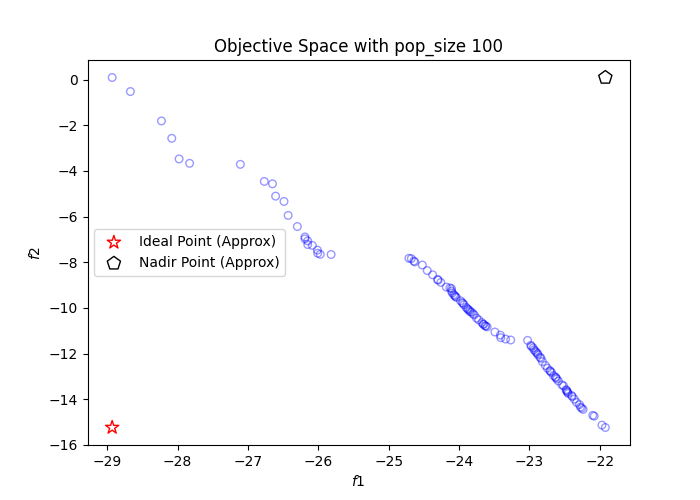 Objective Space with pop_size 100
0
−2
−4
−6
−8
−10
−12
−14
−16
f2
Ideal Point (Approx)
Nadir Point (Approx)
−29 −28 −27 −26 −25 −24 −23 −22
f1